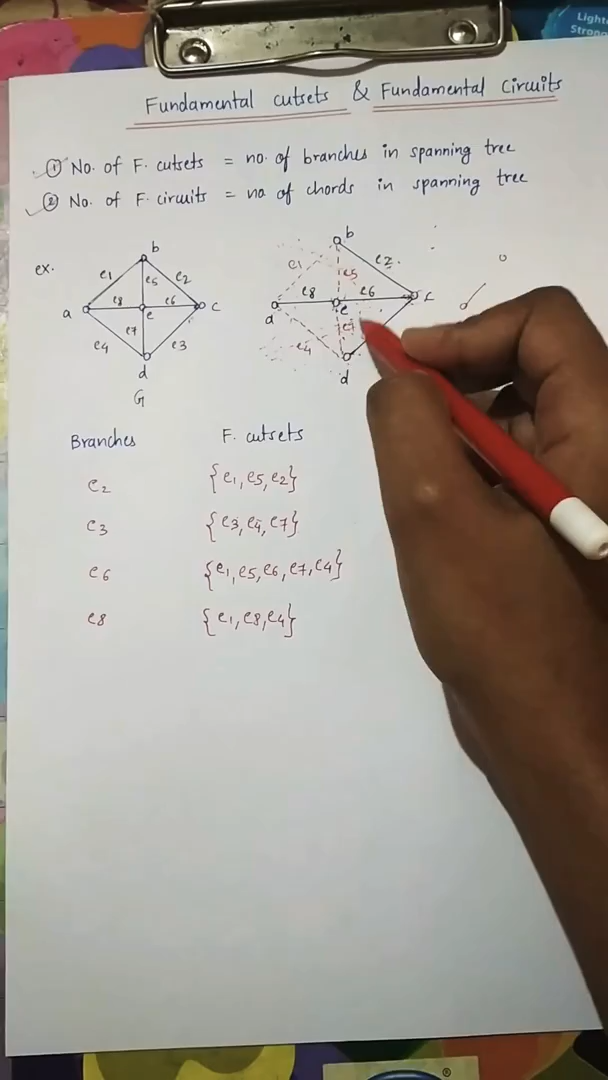 Light
Strong
Fundamental cutsets & Fundamental Circuits
① No. of F. cutsets = no. of branches in spanning tree
② No. of F. circuits = no of chords in spanning tree
ex.
b
e1 e5 e2
a e8 e6 c
e
e4 e7 e3
d
G
b
e1 e5 e2.
e8 e6 c
a e
e4 e7
d
Branches F. cutsets
e2 {e1, e5, e2}
e3 {e3, e4, e7}
e6 {e1, e5, e6, e7, e4}
e8 {e1, e8, e4}